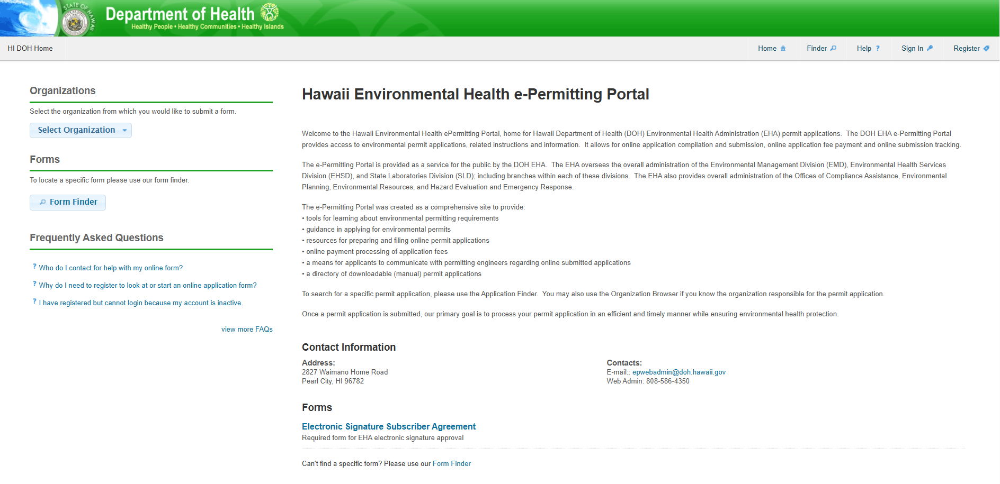 STATE OF HAWAII
Department of Health
Healthy People • Healthy Communities • Healthy Islands
HI DOH Home
Home
Finder
Help ?
Sign In
Register
Organizations
Select the organization from which you would like to submit a form.
Select Organization
Forms
To locate a specific form please use our form finder.
Form Finder
Frequently Asked Questions
? Who do I contact for help with my online form?
? Why do I need to register to look at or start an online application form?
? I have registered but cannot login because my account is inactive.
view more FAQs
Hawaii Environmental Health e-Permitting Portal
Welcome to the Hawaii Environmental Health ePermitting Portal, home for Hawaii Department of Health (DOH) Environmental Health Administration (EHA) permit applications.  The DOH EHA e-Permitting Portal
provides access to environmental permit applications, related instructions and information.  It allows for online application compilation and submission, online application fee payment and online submission tracking.
The e-Permitting Portal is provided as a service for the public by the DOH EHA.  The EHA oversees the overall administration of the Environmental Management Division (EMD), Environmental Health Services
Division (EHSD), and State Laboratories Division (SLD); including branches within each of these divisions.  The EHA also provides overall administration of the Offices of Compliance Assistance, Environmental
Planning, Environmental Resources, and Hazard Evaluation and Emergency Response.
The e-Permitting Portal was created as a comprehensive site to provide:
• tools for learning about environmental permitting requirements
• guidance in applying for environmental permits
• resources for preparing and filing online permit applications
• online payment processing of application fees
• a means for applicants to communicate with permitting engineers regarding online submitted applications
• a directory of downloadable (manual) permit applications
To search for a specific permit application, please use the Application Finder.  You may also use the Organization Browser if you know the organization responsible for the permit application.
Once a permit application is submitted, our primary goal is to process your permit application in an efficient and timely manner while ensuring environmental health protection.
Contact Information
Address:
2827 Waimano Home Road
Pearl City, HI 96782
Contacts:
E-mail:: epwebadmin@doh.hawaii.gov
Web Admin: 808-586-4350
Forms
Electronic Signature Subscriber Agreement
Required form for EHA electronic signature approval
Can't find a specific form? Please use our Form Finder